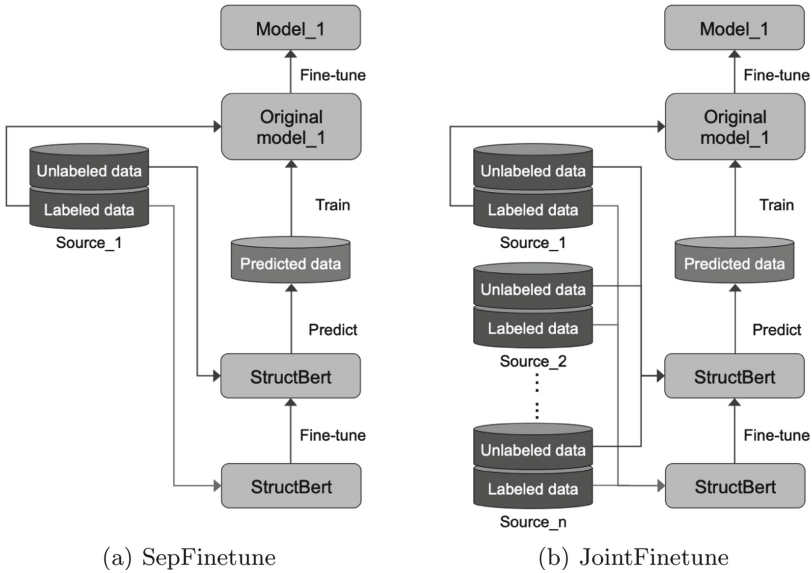 Model_1
Fine-tune
Original
model_1
Unlabeled data
Labeled data
Source_1
Train
Predicted data
Predict
StructBert
Fine-tune
StructBert
(a) SepFinetune
Model_1
Fine-tune
Original
model_1
Unlabeled data
Labeled data
Source_1
Train
Unlabeled data
Predicted data
Labeled data
Predict
Source_2
StructBert
Fine-tune
Unlabeled data
Labeled data
StructBert
Source_n
(b) JointFinetune